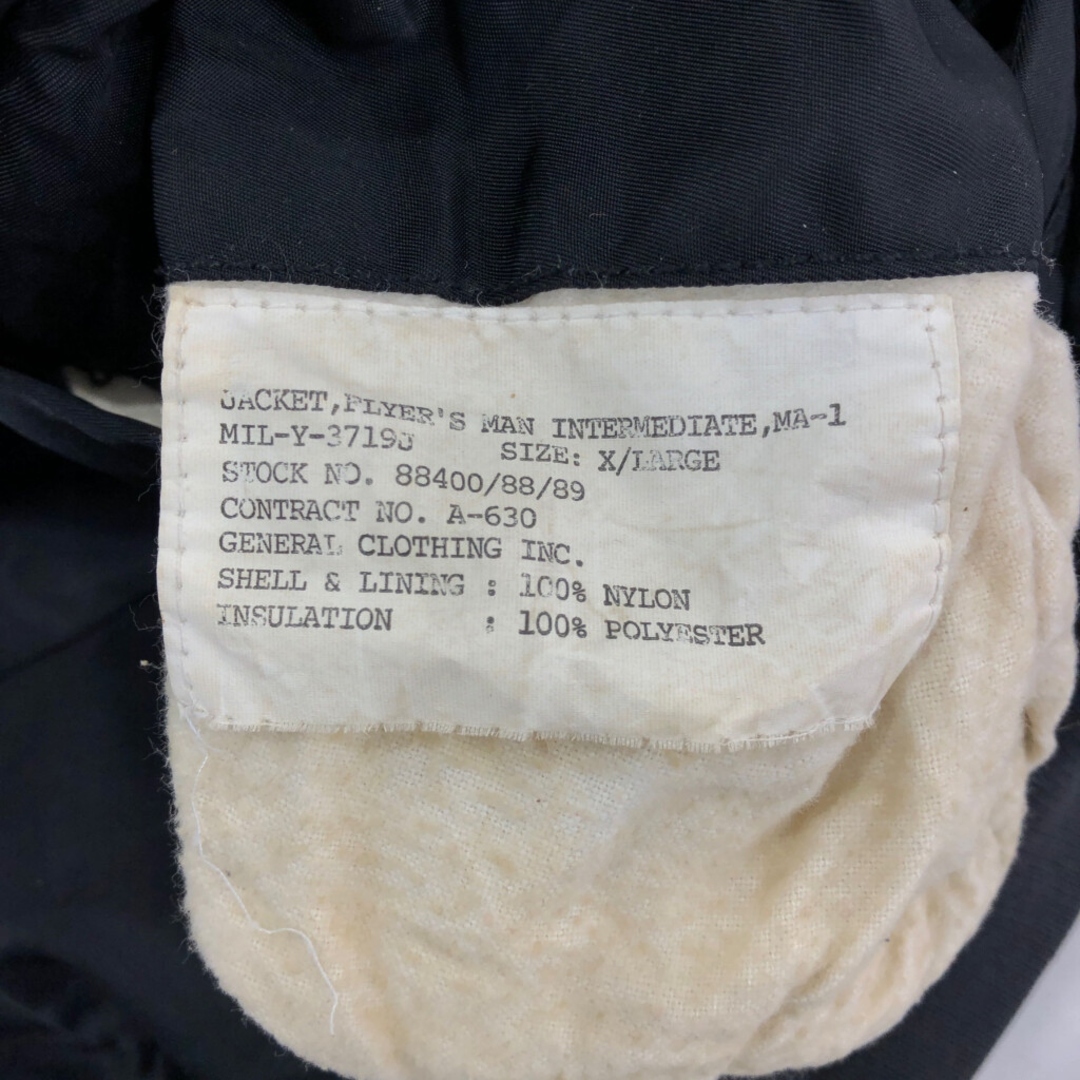 JACKET,FLYER'S MAN INTERMEDIATE,MA-1
MIL-Y-3719J SIZE: X/LARGE
STOCK NO. 88400/88/89
CONTRACT NO. A-630
GENERAL CLOTHING INC.
SHELL & LINING : 100% NYLON
INSULATION : 100% POLYESTER